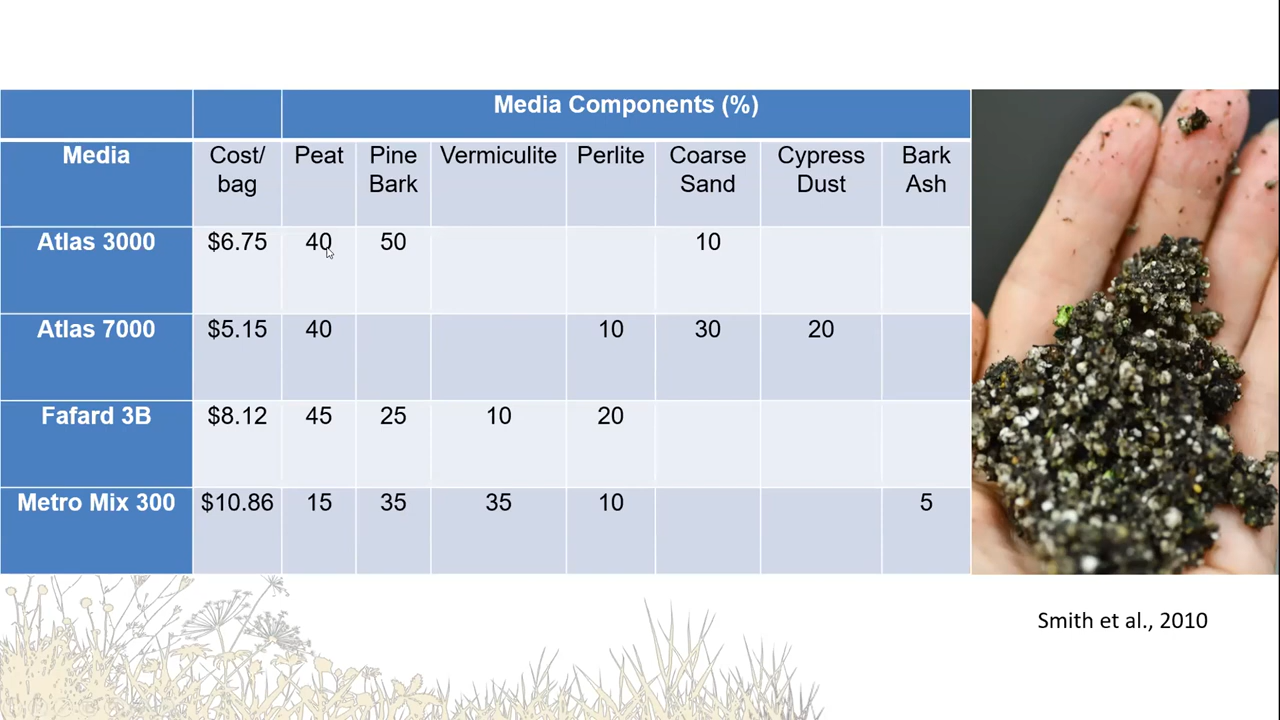 Media Components (%)
Media Cost/ Peat Pine Vermiculite Perlite Coarse Cypress Bark
bag Bark Sand Dust Ash
Atlas 3000 $6.75 40 50 10
Atlas 7000 $5.15 40 10 30 20
Fafard 3B $8.12 45 25 10 20
Metro Mix 300 $10.86 15 35 35 10 5
Smith et al., 2010